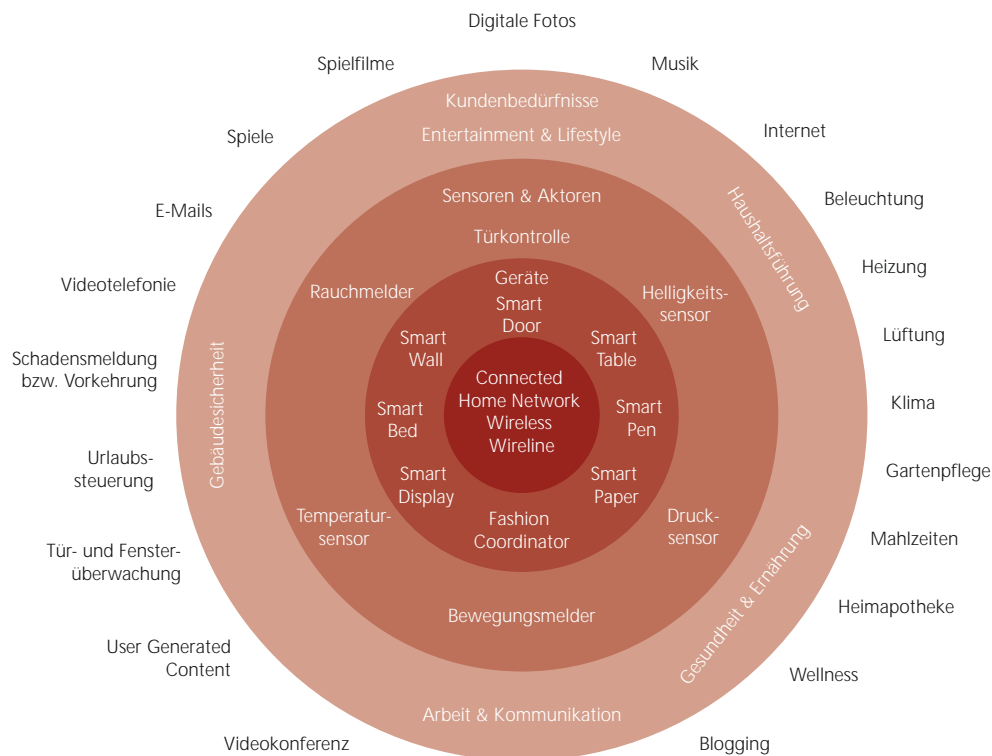 Digitale Fotos
Spielfilme
Musik
Kundenbedürfnisse
Entertainment & Lifestyle
Spiele
Internet
E-Mails
Beleuchtung
Sensoren & Aktoren
Haushaltsführung
Türkontrolle
Videotelefonie
Heizung
Rauchmelder
Geräte
Helligkeits-
sensor
Smart
Door
Smart
Wall
Smart
Table
Lüftung
Schadensmeldung
bzw. Vorkehrung
Gebäudesicherheit
Connected
Home Network
Wireless
Wireline
Smart
Bed
Smart
Pen
Klima
Urlaubs-
steuerung
Smart
Display
Smart
Paper
Gartenpflege
Temperatur-
sensor
Fashion
Coordinator
Druck-
sensor
Mahlzeiten
Tür- und Fenster-
überwachung
Gesundheit & Ernährung
Heimapotheke
Bewegungsmelder
User Generated
Content
Wellness
Arbeit & Kommunikation
Videokonferenz
Blogging